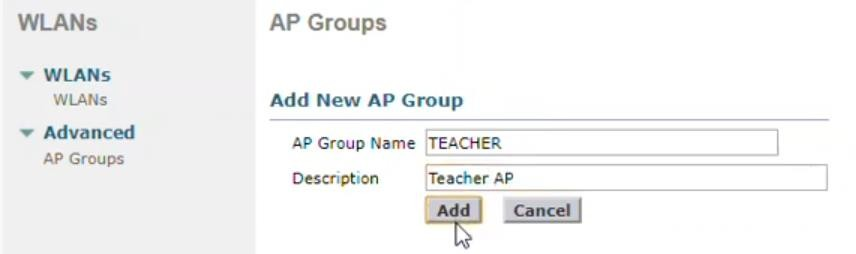 WLANs
WLANs
WLANs
Advanced
AP Groups
AP Groups
Add New AP Group
AP Group Name TEACHER
Description Teacher AP
Add Cancel